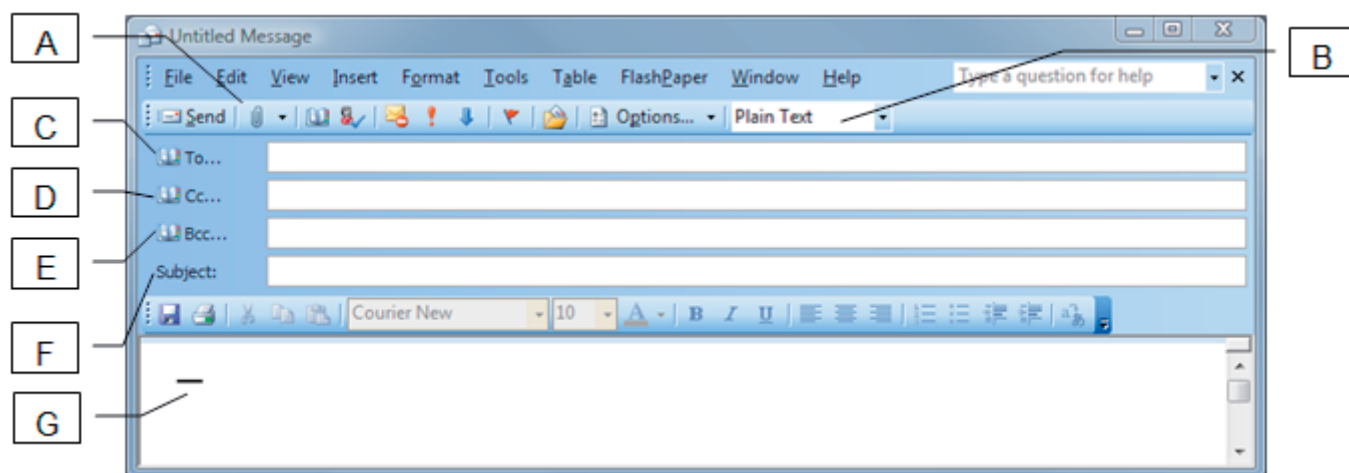 A
Untitled Message
B
File Edit View Insert Format Tools Table FlashPaper Window Help Type a question for help
C
Send Options... Plain Text
To...
D
Cc...
E
Bcc...
Subject:
F
Courier New 10 A B I U
G